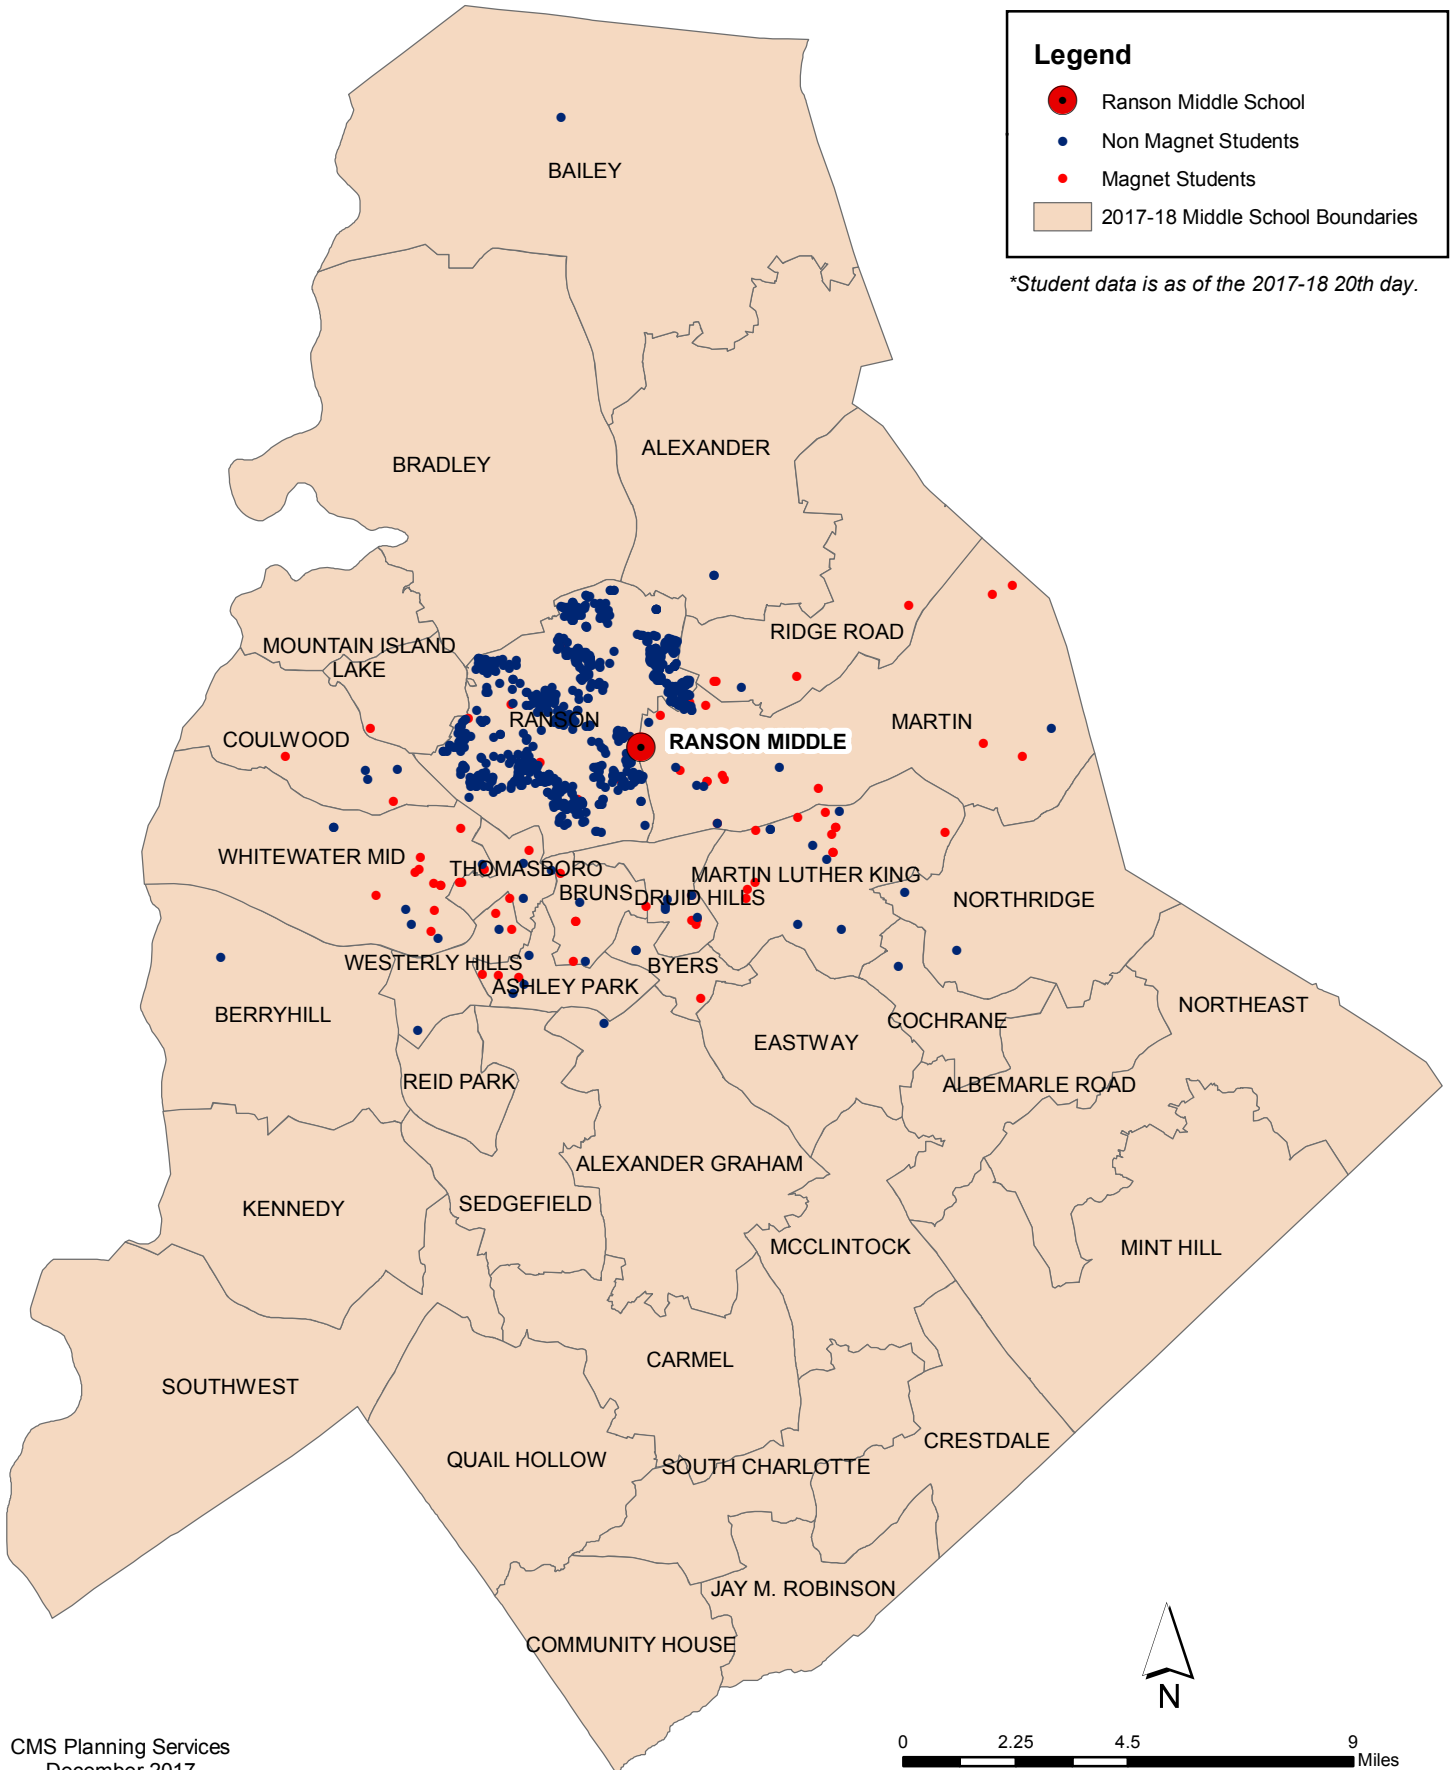 Legend
Ranson Middle School
Non Magnet Students
Magnet Students
2017-18 Middle School Boundaries
*Student data is as of the 2017-18 20th day.
BAILEY
ALEXANDER
BRADLEY
RIDGE ROAD
MOUNTAIN ISLAND
LAKE
RANSON
MARTIN
COULWOOD
RANSON MIDDLE
WHITEWATER MID
THOMASBORO
MARTIN LUTHER KING
BRUNS
DRUID HILLS
NORTHRIDGE
WESTERLY HILLS
BYERS
ASHLEY PARK
NORTHEAST
BERRYHILL
COCHRANE
EASTWAY
REID PARK
ALBEMARLE ROAD
ALEXANDER GRAHAM
SEDGEFIELD
KENNEDY
MCCLINTOCK
MINT HILL
CARMEL
SOUTHWEST
CRESTDALE
QUAIL HOLLOW
SOUTH CHARLOTTE
JAY M. ROBINSON
COMMUNITY HOUSE
N
CMS Planning Services
December 2017
0 2.25 4.5 9
Miles